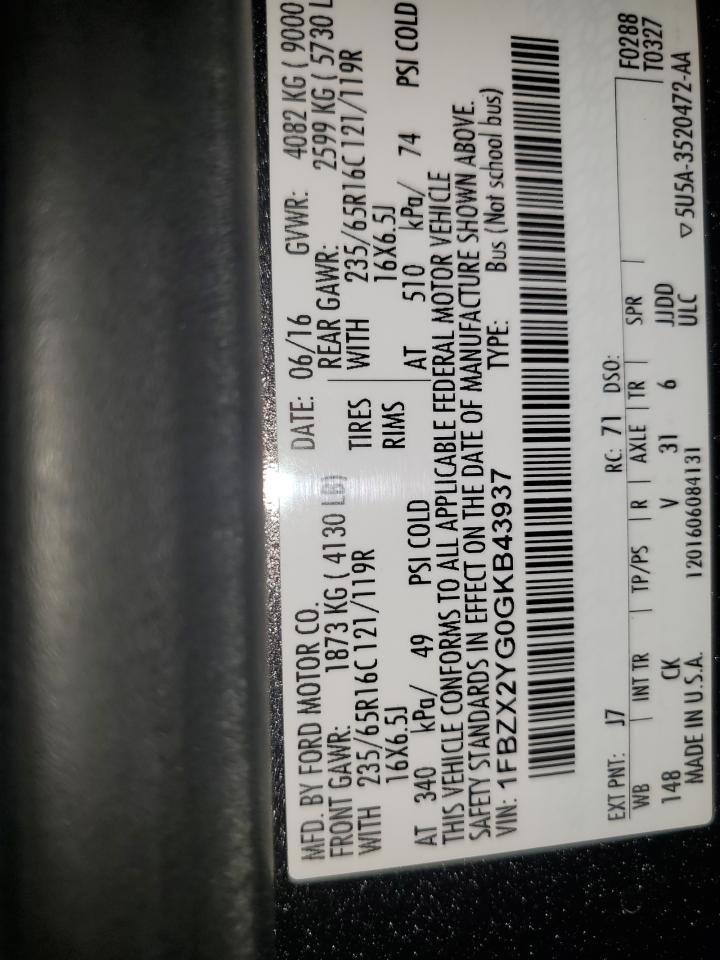 MFD. BY FORD MOTOR CO. DATE: 06/16 GVWR: 4082 KG ( 9000
FRONT GAWR: 1873 KG ( 4130 LB) REAR GAWR: 2599 KG ( 5730 L
WITH 235/65R16C 121/119R TIRES WITH 235/65R16C 121/119R
16X6.5J RIMS 16X6.5J
AT 340 kPa/ 49 PSI COLD AT 510 kPa/ 74 PSI COLD
THIS VEHICLE CONFORMS TO ALL APPLICABLE FEDERAL MOTOR VEHICLE
SAFETY STANDARDS IN EFFECT ON THE DATE OF MANUFACTURE SHOWN ABOVE.
VIN: 1FBZX2YG0GKB43937 TYPE: Bus (Not school bus)
EXT PNT: J7 RC: 71 DSO: F0288
WB INT TR TP/PS R AXLE TR SPR T0327
148 CK V 31 6 JJDD
ULC ▽5U5A-3520472-AA
MADE IN U.S.A. 1201606084131